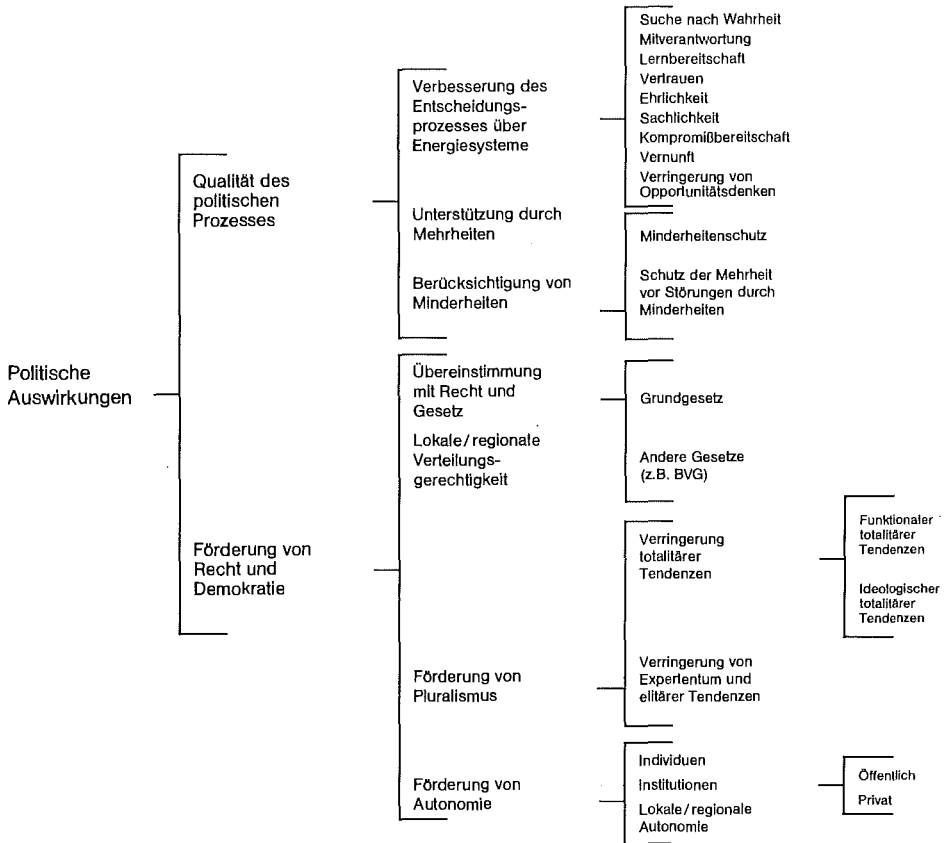 Politische
Auswirkungen
Qualität des
politischen
Prozesses
Förderung von
Recht und
Demokratie
Verbesserung des
Entscheidungs-
prozesses über
Energiesysteme
Unterstützung durch
Mehrheiten
Berücksichtigung von
Minderheiten
Übereinstimmung
mit Recht und
Gesetz
Lokale/regionale
Verteilungs-
gerechtigkeit
Förderung von
Pluralismus
Förderung von
Autonomie
Suche nach Wahrheit
Mitverantwortung
Lernbereitschaft
Vertrauen
Ehrlichkeit
Sachlichkeit
Kompromißbereitschaft
Vernunft
Verringerung von
Opportunitätsdenken
Minderheitenschutz
Schutz der Mehrheit
vor Störungen durch
Minderheiten
Grundgesetz
Andere Gesetze
(z.B. BVG)
Verringerung
totalitärer
Tendenzen
Verringerung von
Expertentum und
elitärer Tendenzen
Individuen
Institutionen
Lokale/regionale
Autonomie
Funktionaler
totalitärer
Tendenzen
Ideologischer
totalitärer
Tendenzen
Öffentlich
Privat